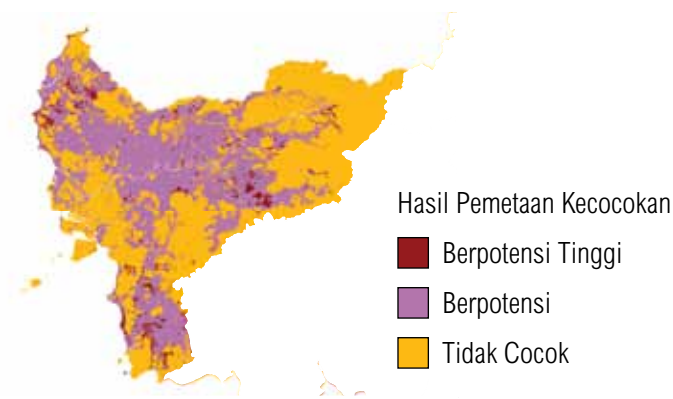 Hasil Pemetaan Kecocokan
Berpotensi Tinggi
Berpotensi
Tidak Cocok